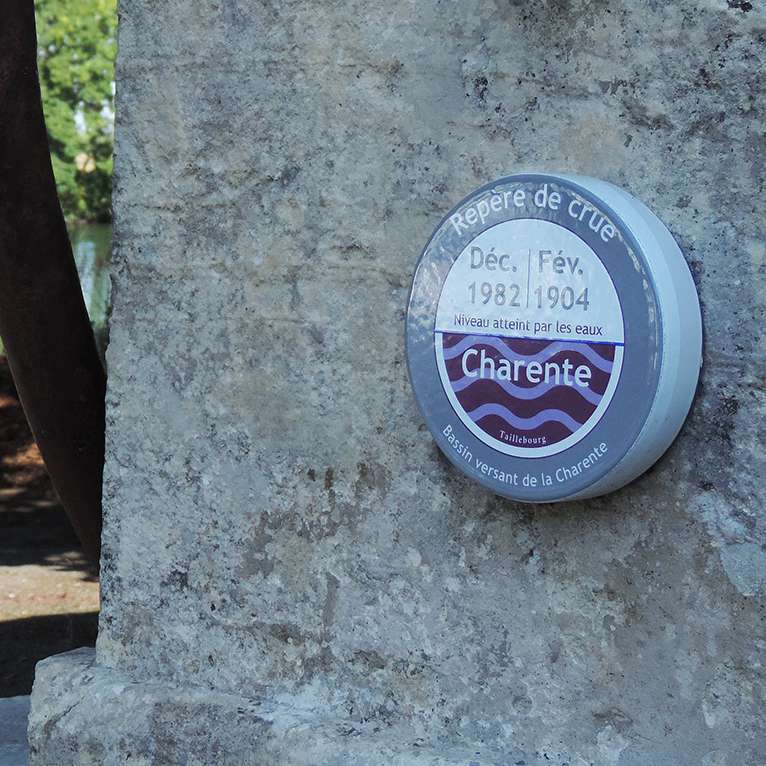 Repère de crue
Déc. Fév.
1982 1904
Niveau atteint par les eaux
Charente
Taillebourg
Bassin versant de la Charente